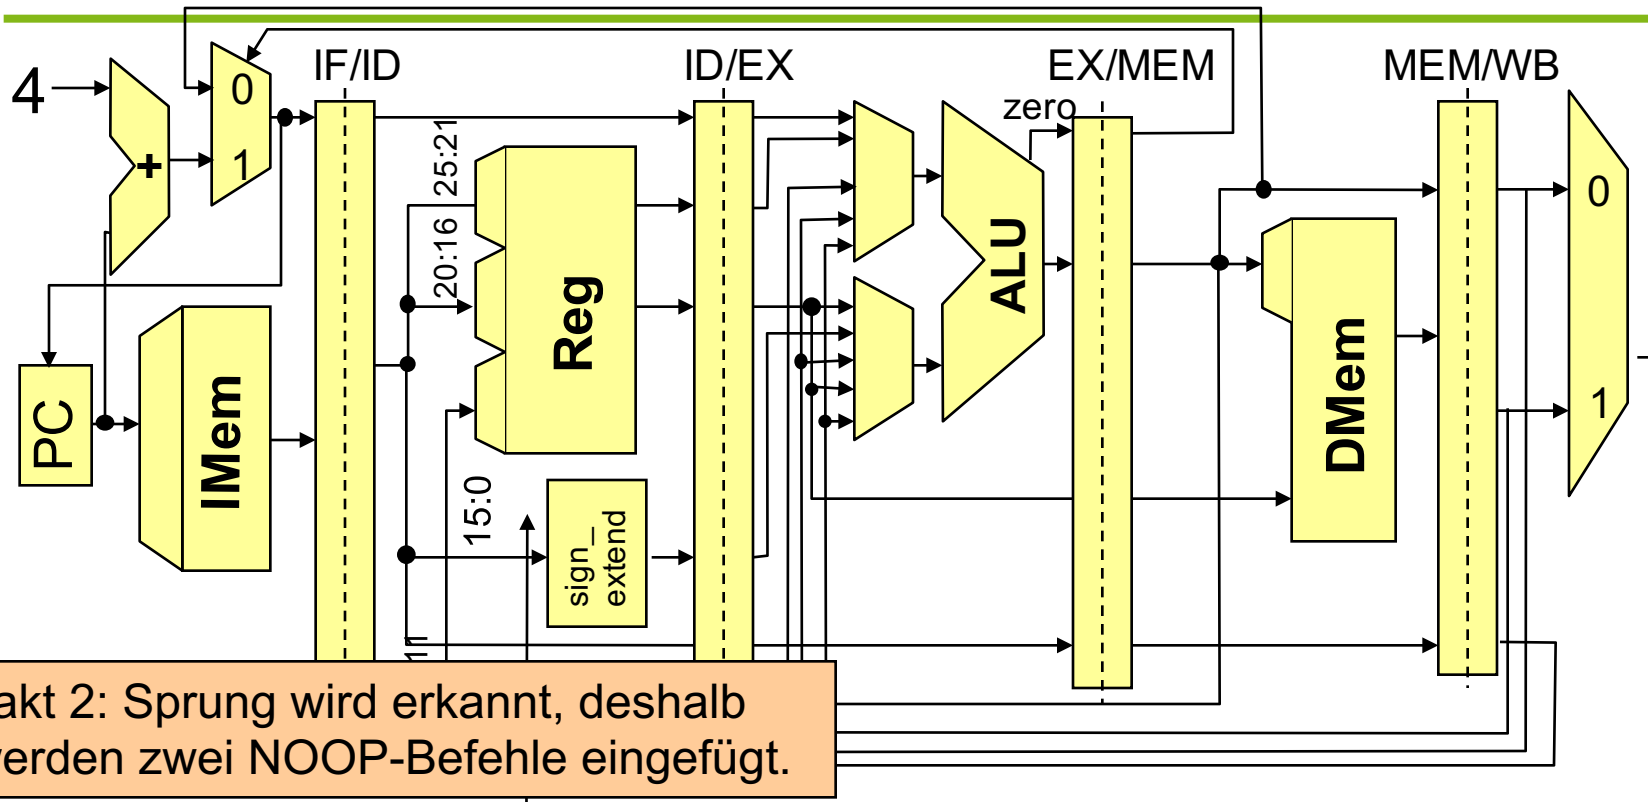 IF/ID
ID/EX
EX/MEM
MEM/WB
4
0
1
+
zero
25:21
20:16
15:0
0
1
PC
IMem
Reg
sign_
extend
ALU
DMem
akt 2: Sprung wird erkannt, deshalb
erden zwei NOOP-Befehle eingefügt.